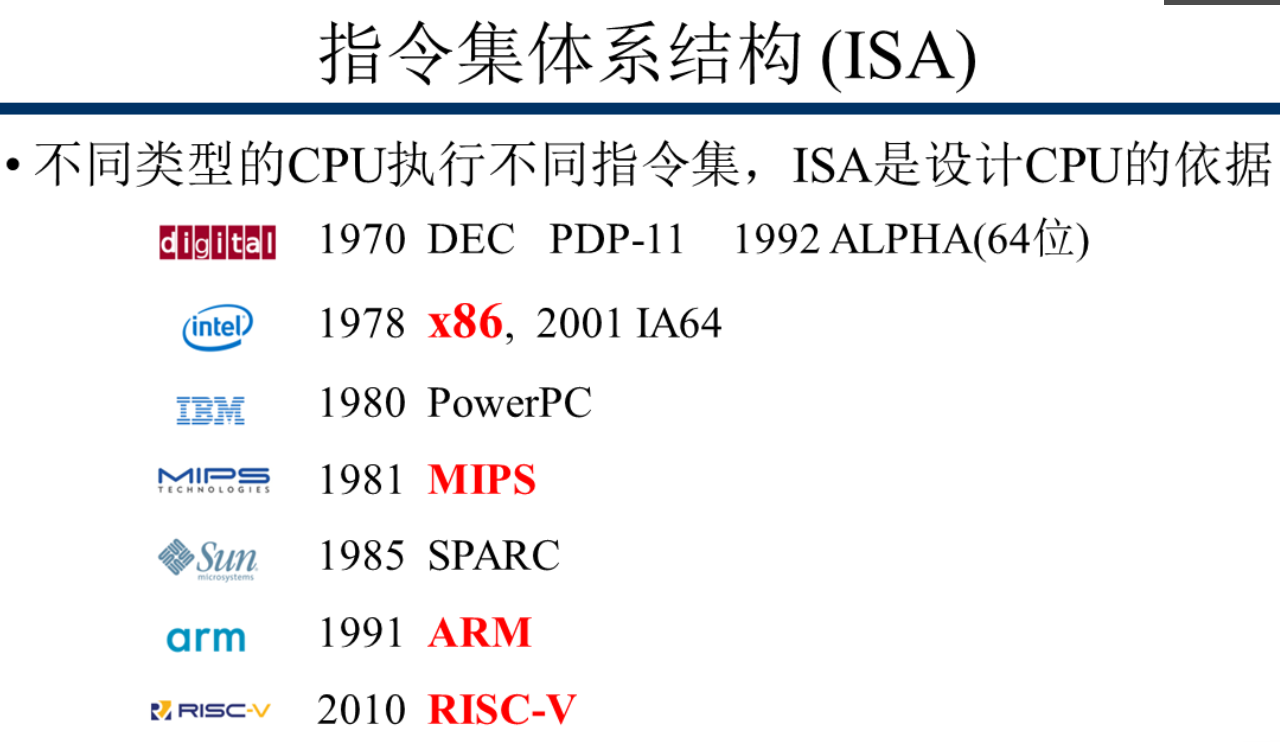 指令集体系结构 (ISA)
• 不同类型的CPU执行不同指令集，ISA是设计CPU的依据
digital 1970 DEC PDP-11 1992 ALPHA(64位)
intel 1978 x86, 2001 IA64
IBM 1980 PowerPC
MIPS TECHNOLOGIES 1981 MIPS
Sun microsystems 1985 SPARC
arm 1991 ARM
RISC-V 2010 RISC-V